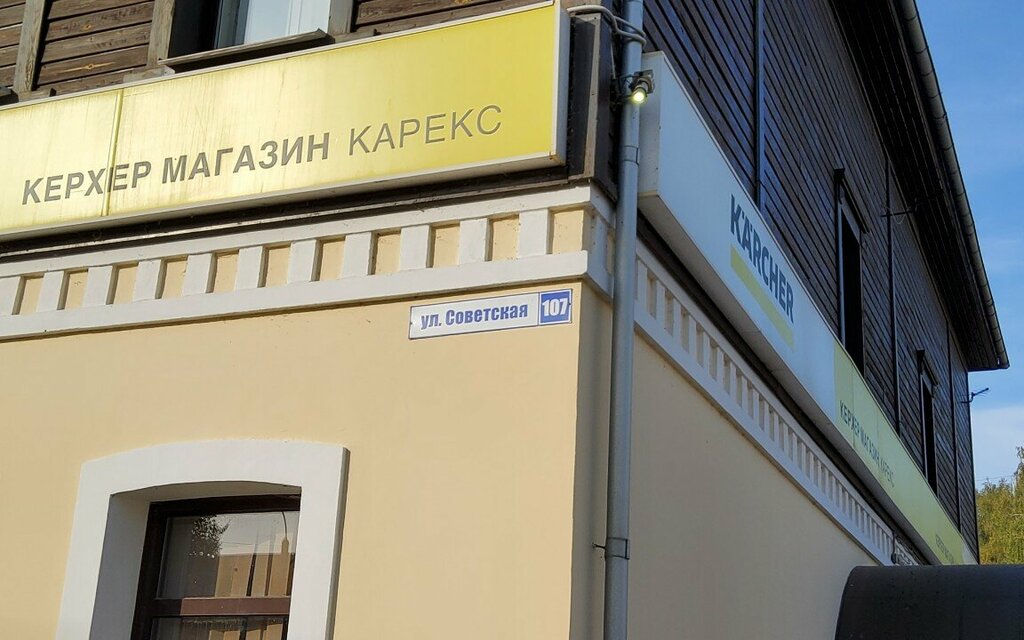 КЕРХЕР МАГАЗИН КАРЕКС
ул. Советская 107
KÄRCHER
КЕРХЕР МАГАЗИН КАРЕКС